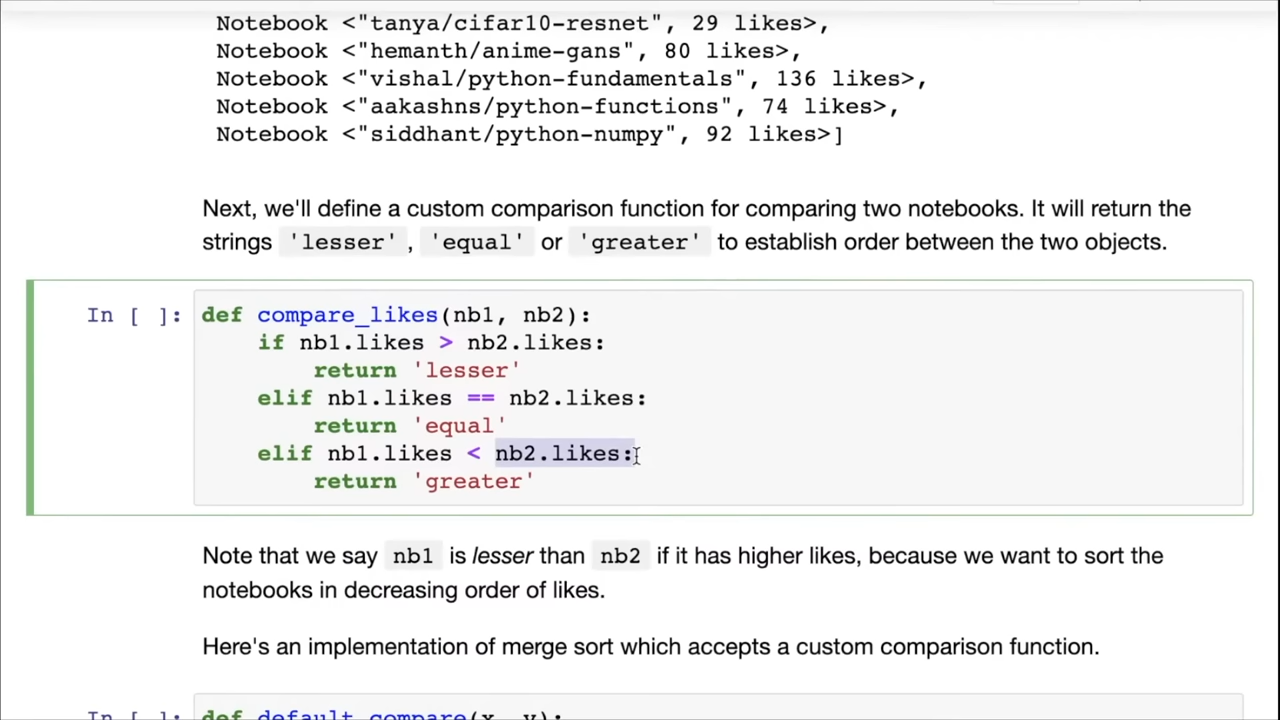 Notebook <"tanya/cifar10-resnet", 29 likes>,
Notebook <"hemanth/anime-gans", 80 likes>,
Notebook <"vishal/python-fundamentals", 136 likes>,
Notebook <"aakashns/python-functions", 74 likes>,
Notebook <"siddhant/python-numpy", 92 likes>]
Next, we'll define a custom comparison function for comparing two notebooks. It will return the
strings 'lesser' , 'equal' or 'greater' to establish order between the two objects.
In [ ]: def compare_likes(nb1, nb2):
    if nb1.likes > nb2.likes:
        return 'lesser'
    elif nb1.likes == nb2.likes:
        return 'equal'
    elif nb1.likes < nb2.likes:
        return 'greater'
Note that we say nb1 is lesser than nb2 if it has higher likes, because we want to sort the
notebooks in decreasing order of likes.
Here's an implementation of merge sort which accepts a custom comparison function.
In [ ]: def default_compare(x, y):